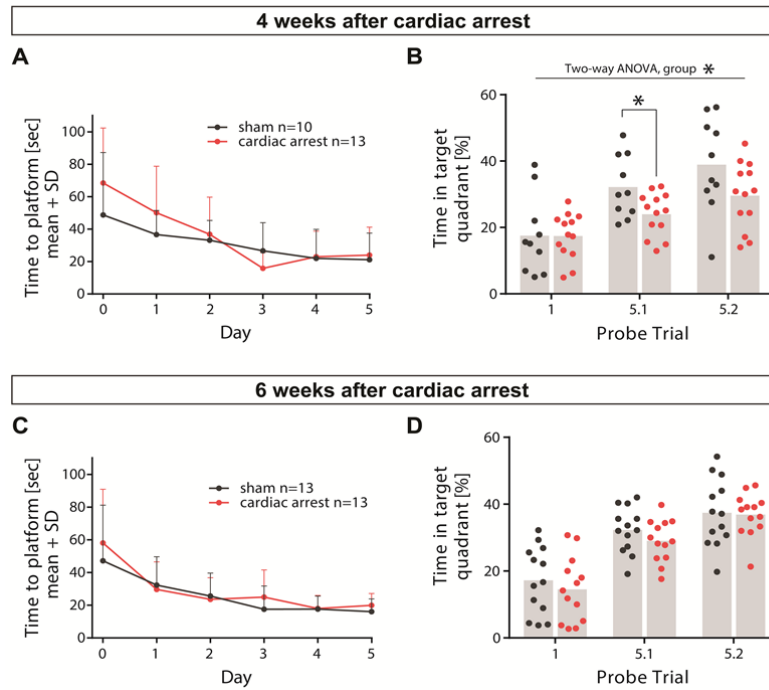 4 weeks after cardiac arrest
A
Time to platform [sec]
mean + SD
100
80
60
40
20
0
sham n=10
cardiac arrest n=13
0 1 2 3 4 5
Day
B
Two-way ANOVA, group *
*
Time in target
quadrant [%]
60
40
20
0
1 5.1 5.2
Probe Trial
6 weeks after cardiac arrest
C
Time to platform [sec]
mean + SD
100
80
60
40
20
0
sham n=13
cardiac arrest n=13
0 1 2 3 4 5
Day
D
Time in target
quadrant [%]
60
40
20
0
1 5.1 5.2
Probe Trial